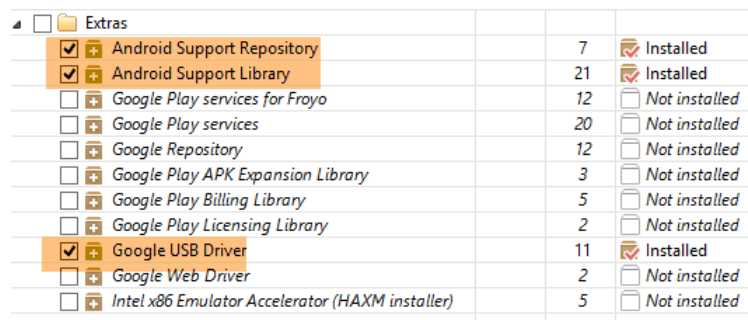 Extras
Android Support Repository 7 Installed
Android Support Library 21 Installed
Google Play services for Froyo 12 Not installed
Google Play services 20 Not installed
Google Repository 12 Not installed
Google Play APK Expansion Library 3 Not installed
Google Play Billing Library 5 Not installed
Google Play Licensing Library 2 Not installed
Google USB Driver 11 Installed
Google Web Driver 2 Not installed
Intel x86 Emulator Accelerator (HAXM installer) 5 Not installed